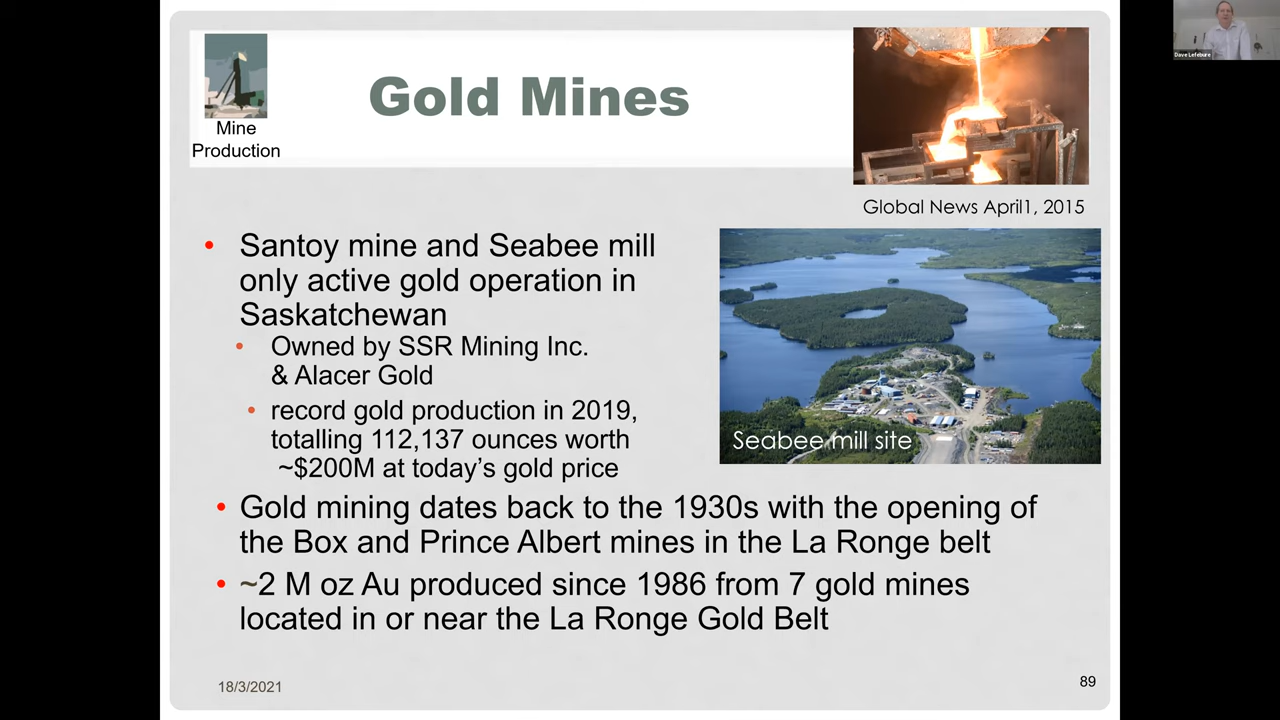 Mine
Production
Gold Mines
Dave Lefebure
Global News April1, 2015
• Santoy mine and Seabee mill
only active gold operation in
Saskatchewan
• Owned by SSR Mining Inc.
& Alacer Gold
• record gold production in 2019,
totalling 112,137 ounces worth
~$200M at today's gold price
Seabee mill site
• Gold mining dates back to the 1930s with the opening of
the Box and Prince Albert mines in the La Ronge belt
• ~2 M oz Au produced since 1986 from 7 gold mines
located in or near the La Ronge Gold Belt
18/3/2021
89